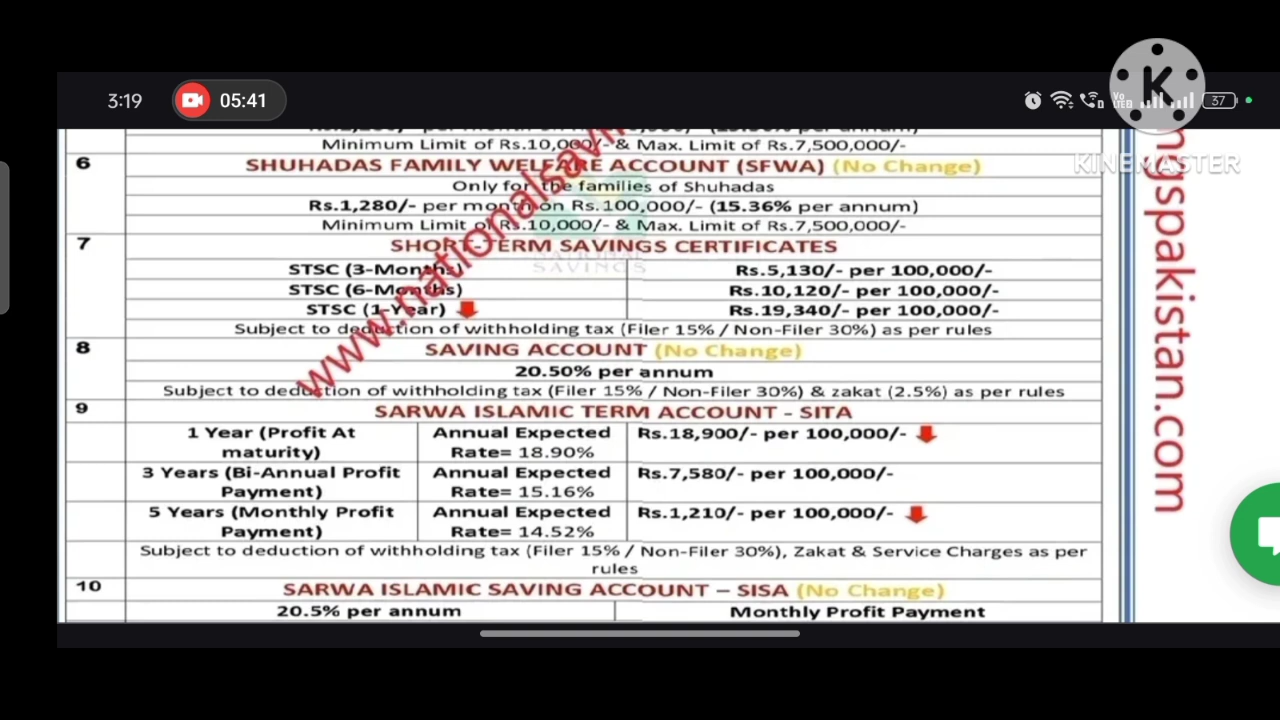 3:19
05:41
Vo
LTE
37
K
KINEMASTER
Minimum Limit of Rs.10,000/- & Max. Limit of Rs.7,500,000/-
6
SHUHADAS FAMILY WELFARE ACCOUNT (SFWA) (No Change)
Only for the families of Shuhadas
Rs.1,280/- per month on Rs.100,000/- (15.36% per annum)
Minimum Limit of Rs.10,000/- & Max. Limit of Rs.7,500,000/-
7
SHORT-TERM SAVINGS CERTIFICATES
STSC (3-Months) Rs.5,130/- per 100,000/-
STSC (6-Months) Rs.10,120/- per 100,000/-
STSC (1-Year) Rs.19,340/- per 100,000/-
Subject to deduction of withholding tax (Filer 15% / Non-Filer 30%) as per rules
8
SAVING ACCOUNT (No Change)
20.50% per annum
Subject to deduction of withholding tax (Filer 15% / Non-Filer 30%) & zakat (2.5%) as per rules
9
SARWA ISLAMIC TERM ACCOUNT - SITA
1 Year (Profit At Annual Expected Rs.18,900/- per 100,000/-
maturity) Rate= 18.90%
3 Years (Bi-Annual Profit Annual Expected Rs.7,580/- per 100,000/-
Payment) Rate= 15.16%
5 Years (Monthly Profit Annual Expected Rs.1,210/- per 100,000/-
Payment) Rate= 14.52%
Subject to deduction of withholding tax (Filer 15% / Non-Filer 30%), Zakat & Service Charges as per
rules
10
SARWA ISLAMIC SAVING ACCOUNT – SISA (No Change)
20.5% per annum Monthly Profit Payment
www.nationalsavin
NATIONAL
SAVINGS
ngspakistan.com